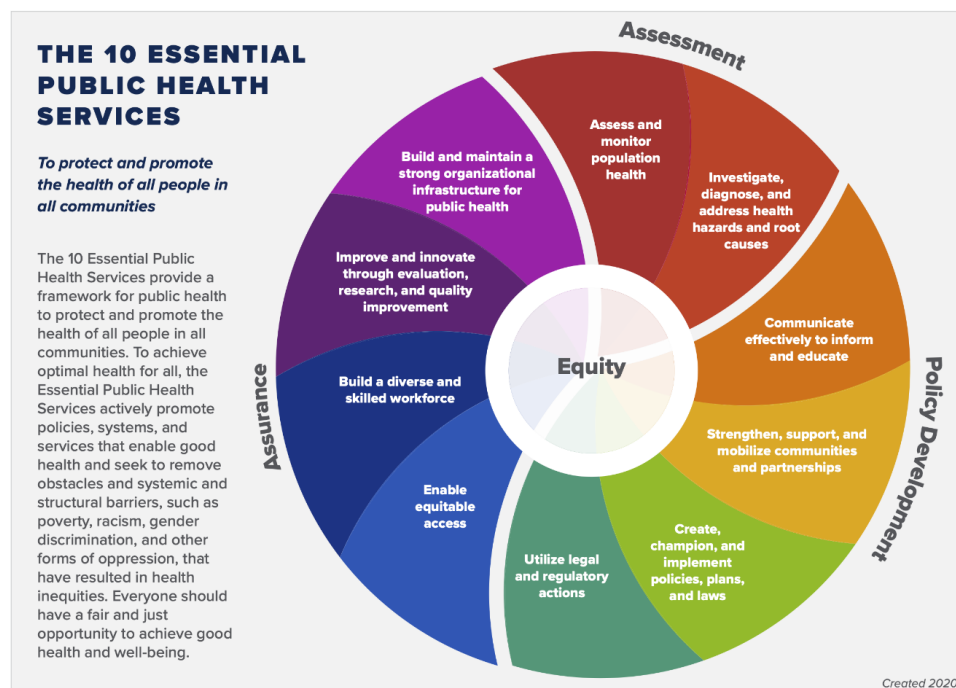 THE 10 ESSENTIAL
PUBLIC HEALTH
SERVICES
To protect and promote
the health of all people in
all communities
The 10 Essential Public
Health Services provide a
framework for public health
to protect and promote the
health of all people in all
communities. To achieve
optimal health for all, the
Essential Public Health
Services actively promote
policies, systems, and
services that enable good
health and seek to remove
obstacles and systemic and
structural barriers, such as
poverty, racism, gender
discrimination, and other
forms of oppression, that
have resulted in health
inequities. Everyone should
have a fair and just
opportunity to achieve good
health and well-being.
Assessment
Assess and
monitor
population
health
Investigate,
diagnose, and
address health
hazards and root
causes
Policy Development
Communicate
effectively to inform
and educate
Strengthen, support, and
mobilize communities
and partnerships
Create,
champion, and
implement
policies, plans,
and laws
Utilize legal
and regulatory
actions
Assurance
Enable
equitable
access
Build a diverse and
skilled workforce
Improve and innovate
through evaluation,
research, and quality
improvement
Build and maintain a
strong organizational
infrastructure for
public health
Equity
Created 2020